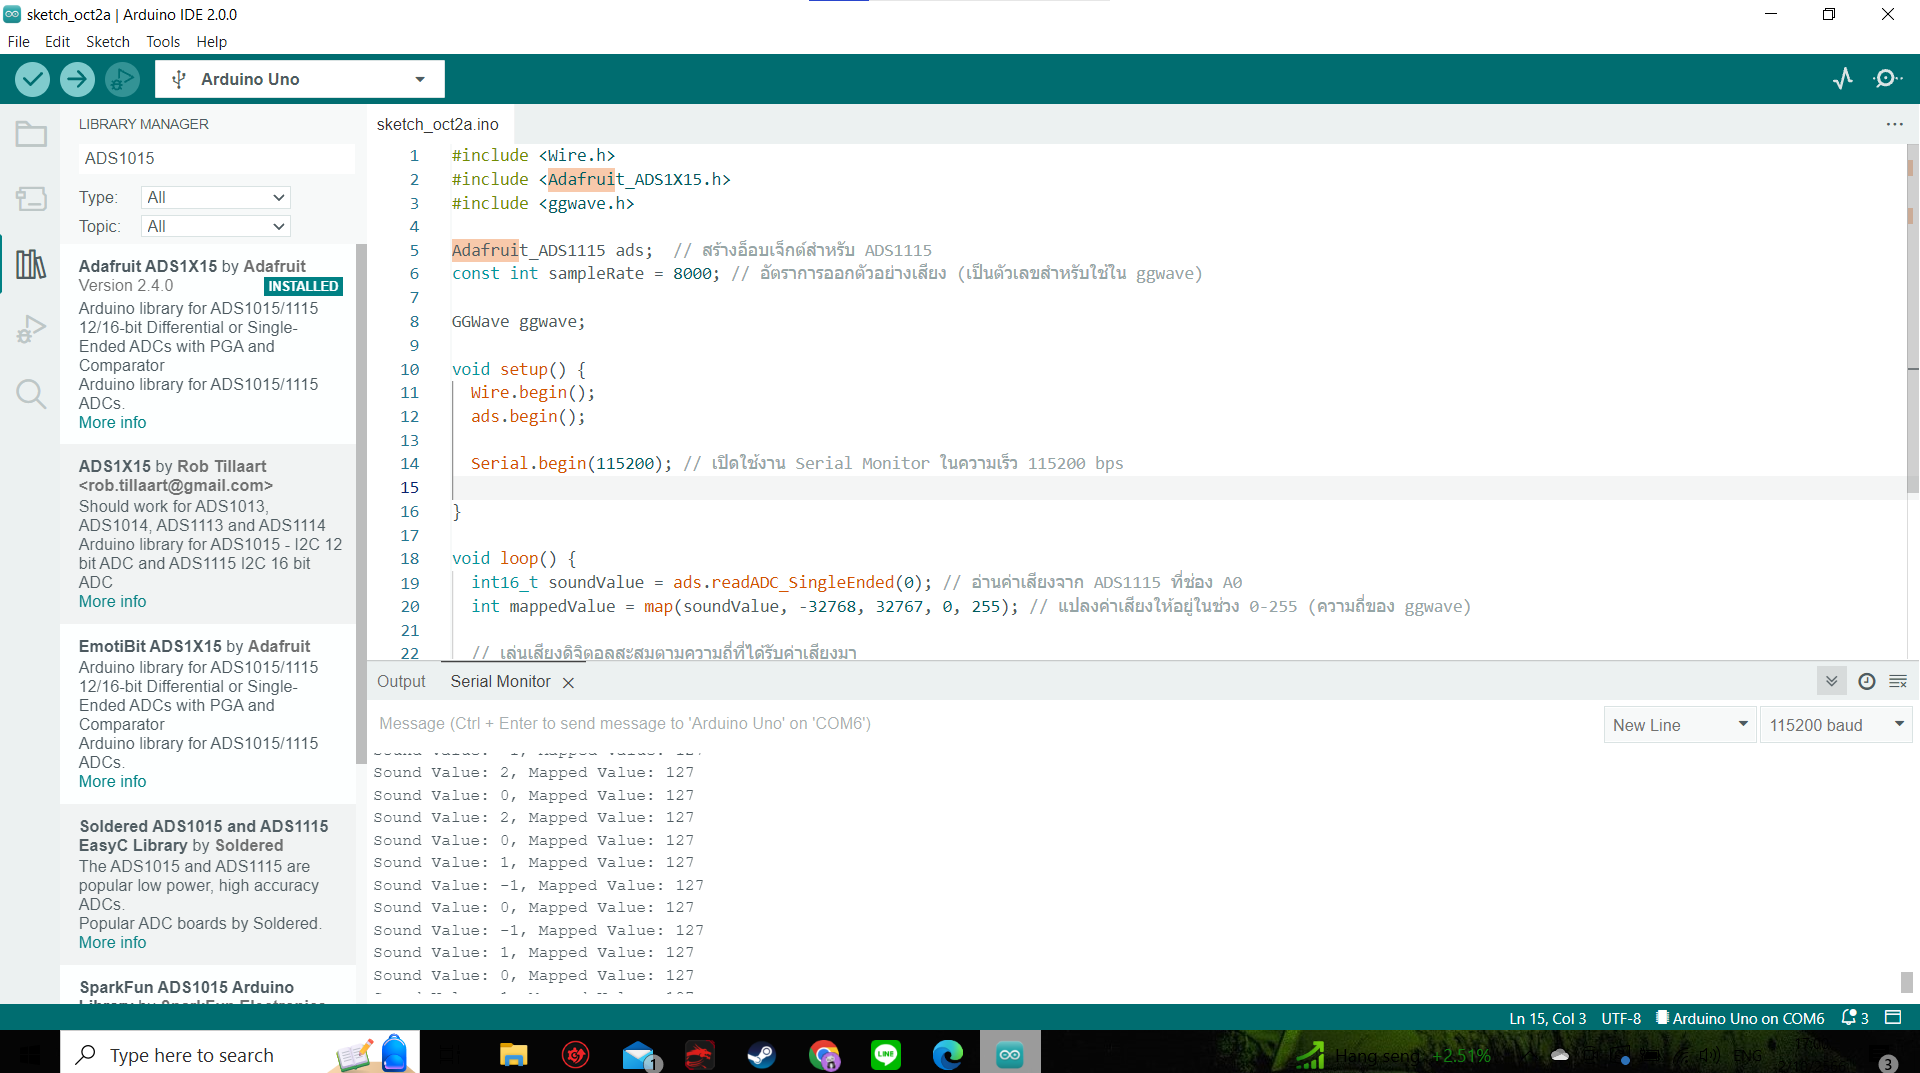 sketch_oct2a | Arduino IDE 2.0.0
File Edit Sketch Tools Help
Arduino Uno
LIBRARY MANAGER
ADS1015
Type: All
Topic: All
Adafruit ADS1X15 by Adafruit
Version 2.4.0 INSTALLED
Arduino library for ADS1015/1115
12/16-bit Differential or Single-
Ended ADCs with PGA and
Comparator
Arduino library for ADS1015/1115
ADCs.
More info
ADS1X15 by Rob Tillaart
<rob.tillaart@gmail.com>
Should work for ADS1013,
ADS1014, ADS1113 and ADS1114
Arduino library for ADS1015 - I2C 12
bit ADC and ADS1115 I2C 16 bit
ADC
More info
EmotiBit ADS1X15 by Adafruit
Arduino library for ADS1015/1115
12/16-bit Differential or Single-
Ended ADCs with PGA and
Comparator
Arduino library for ADS1015/1115
ADCs.
More info
Soldered ADS1015 and ADS1115
EasyC Library by Soldered
The ADS1015 and ADS1115 are
popular low power, high accuracy
ADCs.
Popular ADC boards by Soldered.
More info
SparkFun ADS1015 Arduino
Library by SparkFun Electronics
sketch_oct2a.ino
1 #include <Wire.h>
2 #include <Adafruit_ADS1X15.h>
3 #include <ggwave.h>
4
5 Adafruit_ADS1115 ads; // สร้างอ็อบเจ็กต์สำหรับ ADS1115
6 const int sampleRate = 8000; // อัตราการออกตัวอย่างเสียง (เป็นตัวเลขสำหรับใช้ใน ggwave)
7
8 GGWave ggwave;
9
10 void setup() {
11 Wire.begin();
12 ads.begin();
13
14 Serial.begin(115200); // เปิดใช้งาน Serial Monitor ในความเร็ว 115200 bps
15
16 }
17
18 void loop() {
19 int16_t soundValue = ads.readADC_SingleEnded(0); // อ่านค่าเสียงจาก ADS1115 ที่ช่อง A0
20 int mappedValue = map(soundValue, -32768, 32767, 0, 255); // แปลงค่าเสียงให้อยู่ในช่วง 0-255 (ความถี่ของ ggwave)
21
22 // เล่นเสียงดิจิตอลสะสมตามความถี่ที่ได้รับค่าเสียงมา
Output Serial Monitor
Message (Ctrl + Enter to send message to 'Arduino Uno' on 'COM6')
New Line 115200 baud
Sound Value: -1, Mapped Value: 127
Sound Value: 2, Mapped Value: 127
Sound Value: 0, Mapped Value: 127
Sound Value: 2, Mapped Value: 127
Sound Value: 0, Mapped Value: 127
Sound Value: 1, Mapped Value: 127
Sound Value: -1, Mapped Value: 127
Sound Value: 0, Mapped Value: 127
Sound Value: -1, Mapped Value: 127
Sound Value: 1, Mapped Value: 127
Sound Value: 0, Mapped Value: 127
Ln 15, Col 3 UTF-8 Arduino Uno on COM6 3
Type here to search
1
LINE
Hang seng +2.51%
ENG
3